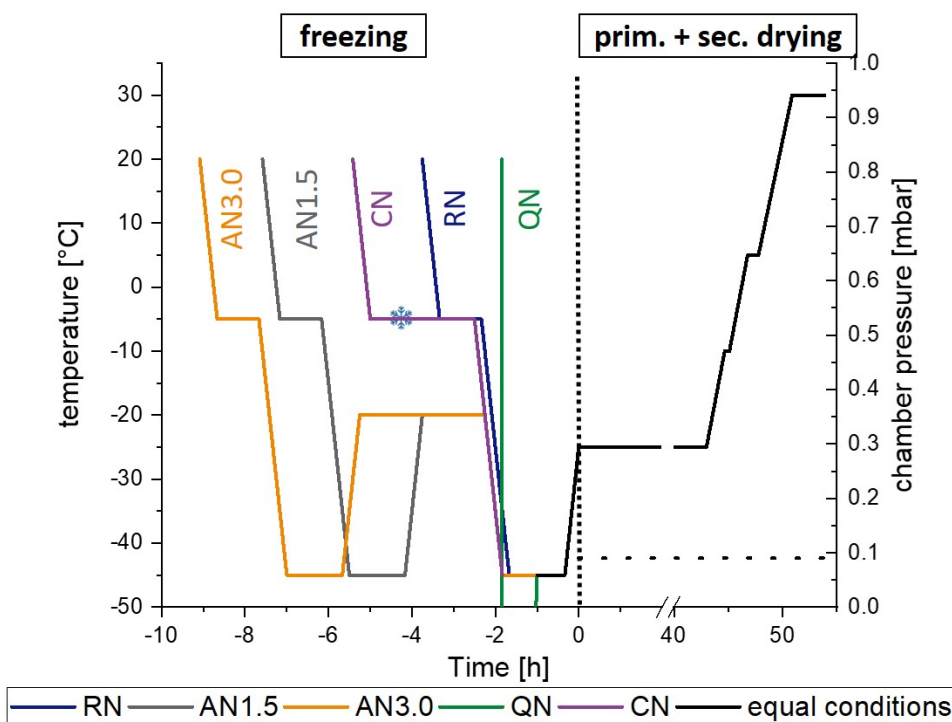 freezing
prim. + sec. drying
temperature [°C]
30
20
10
0
-10
-20
-30
-40
-50
AN3.0
AN1.5
CN
RN
QN
1.0
0.9
0.8
0.7
0.6
0.5
0.4
0.3
0.2
0.1
0.0
chamber pressure [mbar]
-10 -8 -6 -4 -2 0 40 50
Time [h]
RN AN1.5 AN3.0 QN CN equal conditions